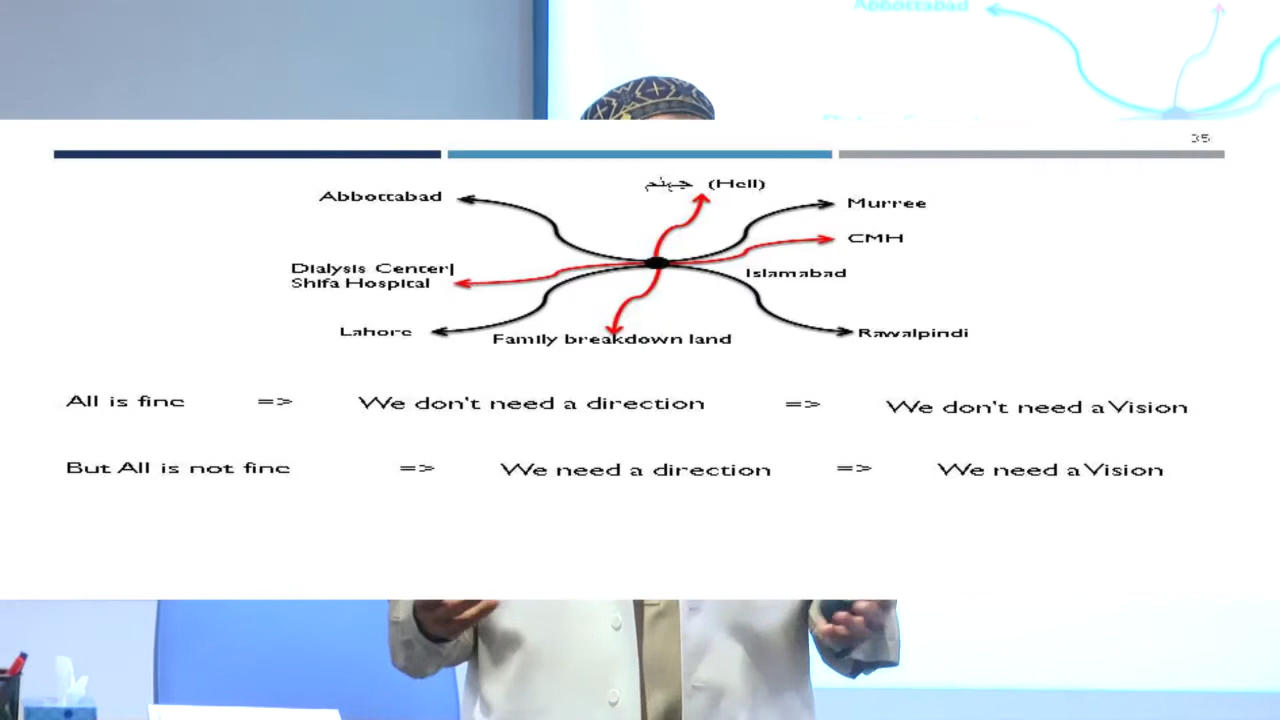 Abbottabad
35
جہنم (Hell)
Abbottabad
Murree
CMH
Dialysis Center|
Shifa Hospital
Islamabad
Lahore
Family breakdown land
Rawalpindi
All is fine => We don't need a direction => We don't need a Vision
But All is not fine => We need a direction => We need a Vision